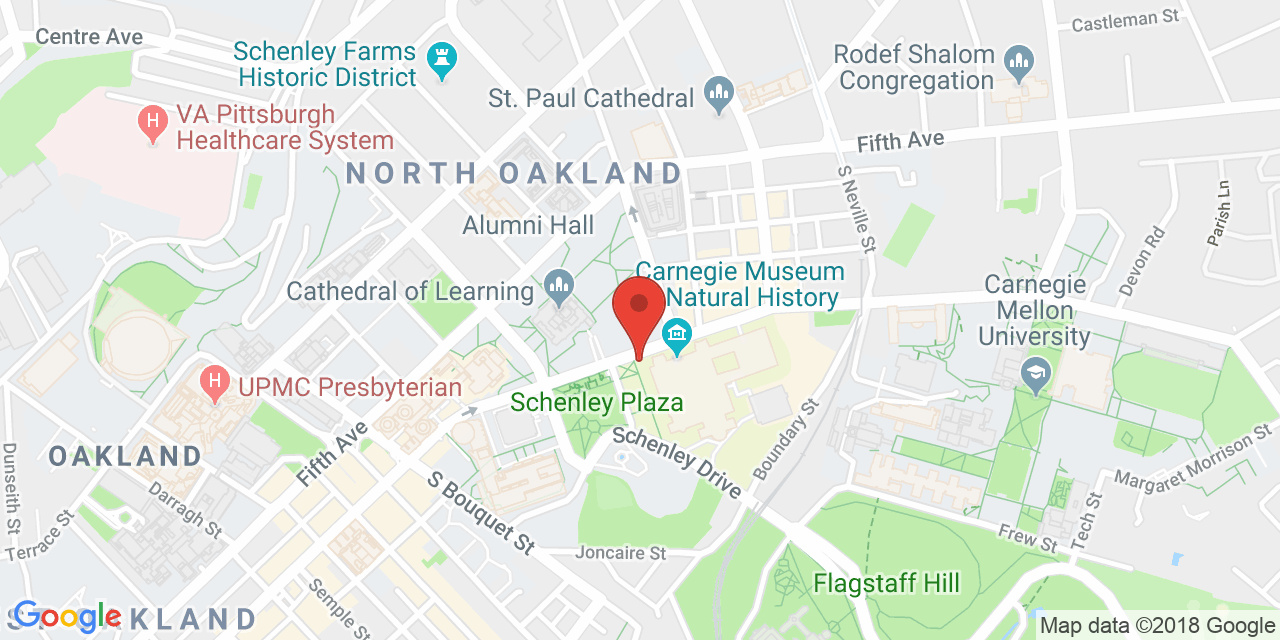 Centre Ave
Castleman St
Schenley Farms
Historic District
Rodef Shalom
Congregation
St. Paul Cathedral
H
VA Pittsburgh
Healthcare System
Fifth Ave
NORTH OAKLAND
S Neville St
Parish Ln
Alumni Hall
Devon Rd
Cathedral of Learning
Carnegie Museum
Natural History
Carnegie
Mellon
University
H
UPMC Presbyterian
Schenley Plaza
Schenley Drive
Boundary St
Fifth Ave
OAKLAND
Dunseith St
Margaret Morrison St
S Bouquet St
Darragh St
Terrace St
Tech St
Frew St
Joncaire St
Flagstaff Hill
Semple St
Google
Map data ©2018 Google